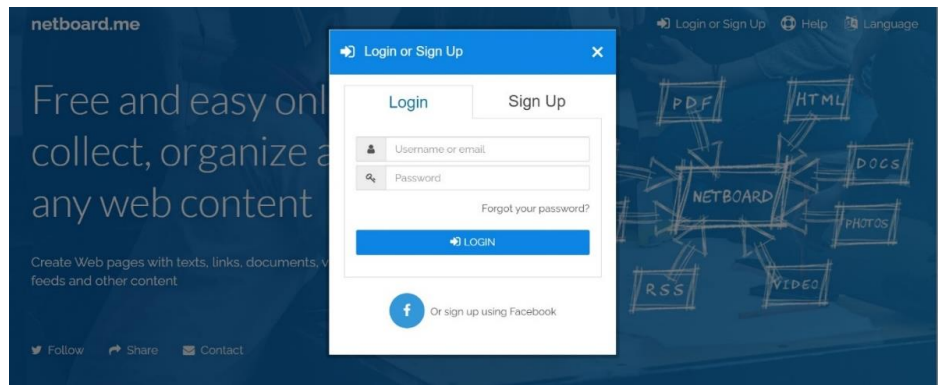 netboard.me
Login or Sign Up
Help
Language
Login or Sign Up
×
Free and easy onl
collect, organize a
any web content
Create Web pages with texts, links, documents, v
feeds and other content
Follow
Share
Contact
Login
Sign Up
Username or email
Password
Forgot your password?
LOGIN
f
Or sign up using Facebook
PDF
HTML
DOCS
NETBOARD
PHOTOS
RSS
VIDEO